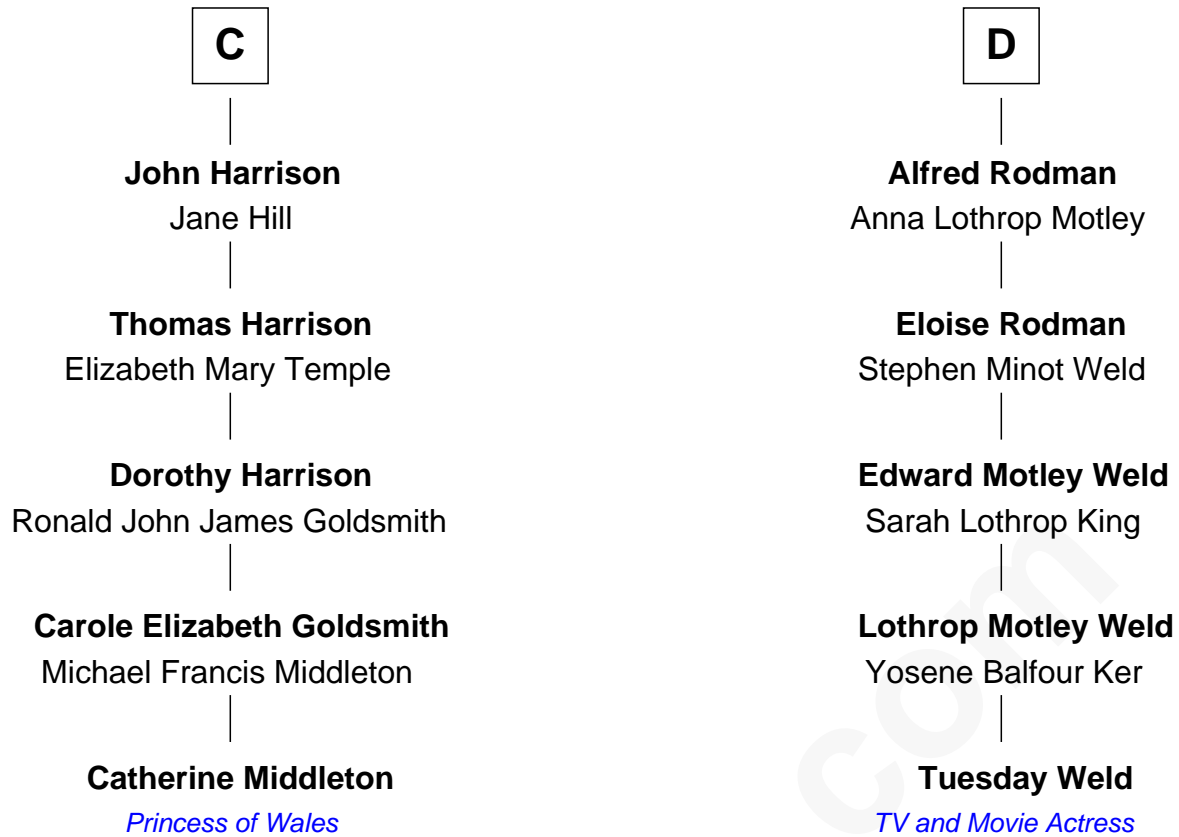 C
John Harrison
Jane Hill
Thomas Harrison
Elizabeth Mary Temple
Dorothy Harrison
Ronald John James Goldsmith
Carole Elizabeth Goldsmith
Michael Francis Middleton
Catherine Middleton
Princess of Wales
D
Alfred Rodman
Anna Lothrop Motley
Eloise Rodman
Stephen Minot Weld
Edward Motley Weld
Sarah Lothrop King
Lothrop Motley Weld
Yosene Balfour Ker
Tuesday Weld
TV and Movie Actress
com